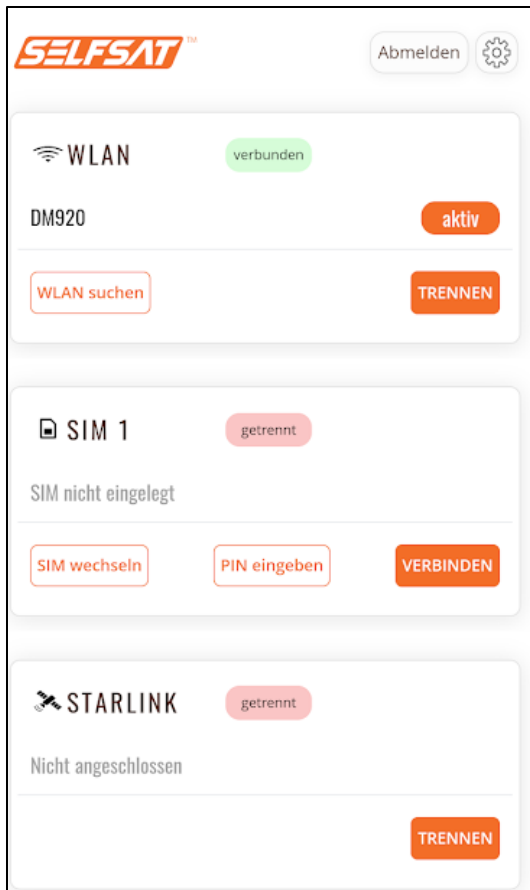 SELFSAT™
Abmelden
WLAN verbunden
DM920 aktiv
WLAN suchen TRENNEN
SIM 1 getrennt
SIM nicht eingelegt
SIM wechseln PIN eingeben VERBINDEN
STARLINK getrennt
Nicht angeschlossen
TRENNEN